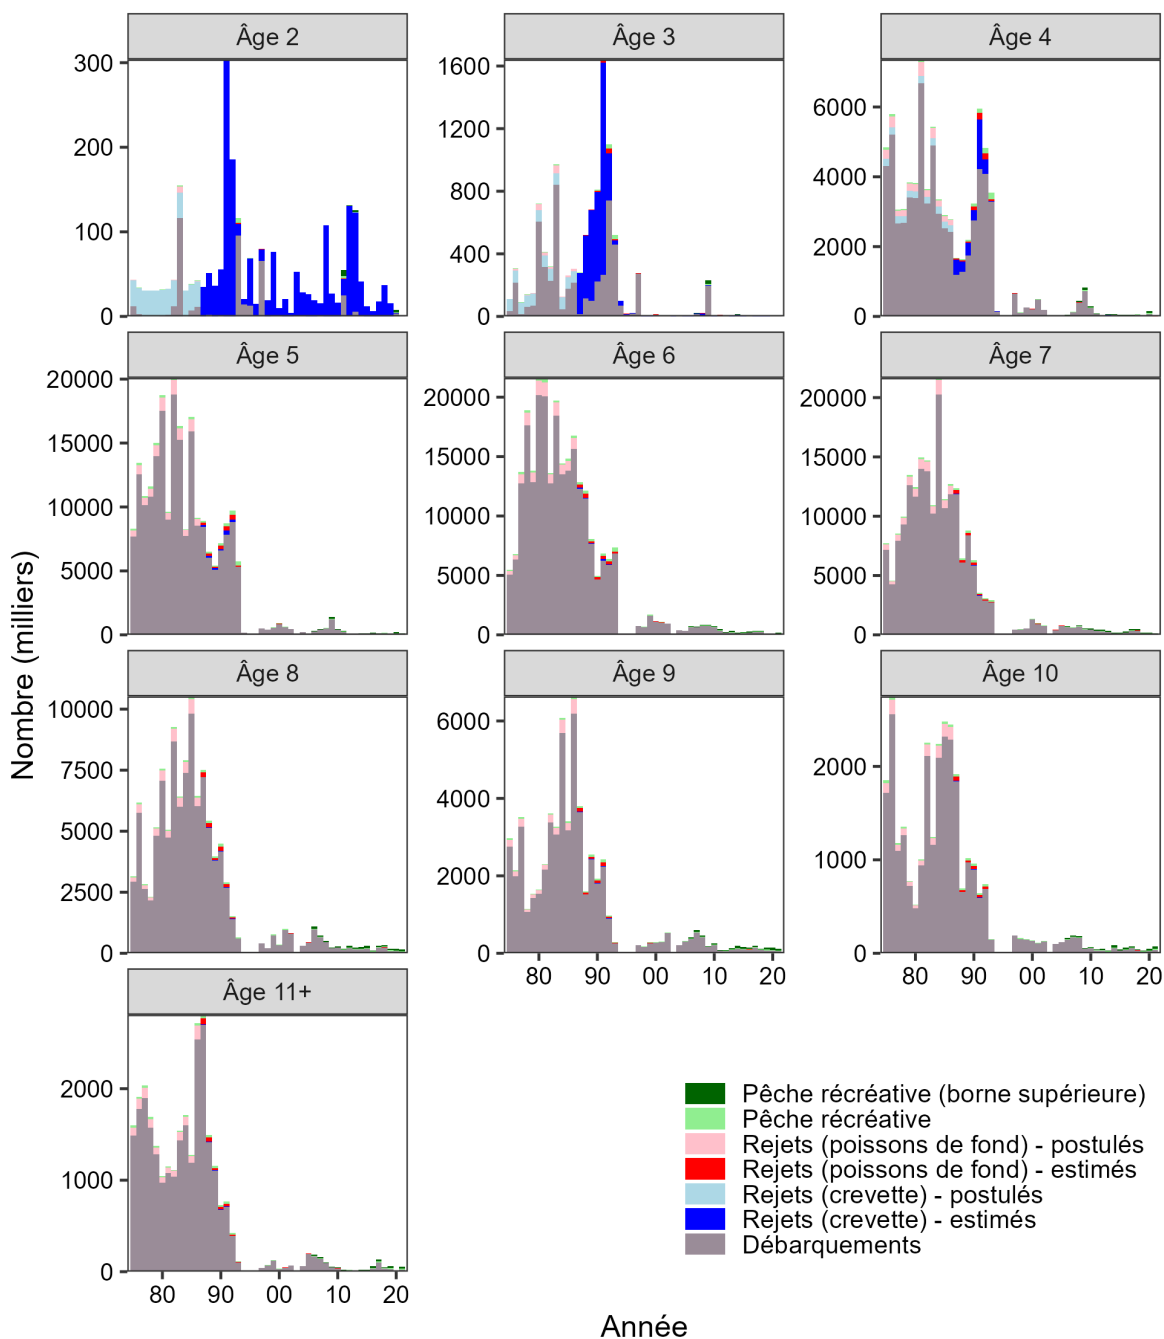 Âge 2
Âge 3
Âge 4
300
200
100
0
1600
1200
800
400
0
6000
4000
2000
0
Âge 5
Âge 6
Âge 7
20000
15000
10000
5000
0
20000
15000
10000
5000
0
20000
15000
10000
5000
0
Nombre (milliers)
Âge 8
Âge 9
Âge 10
10000
7500
5000
2500
0
6000
4000
2000
0
2000
1000
0
80 90 00 10 20
80 90 00 10 20
Âge 11+
2000
1000
0
80 90 00 10 20
Pêche récréative (borne supérieure)
Pêche récréative
Rejets (poissons de fond) - postulés
Rejets (poissons de fond) - estimés
Rejets (crevette) - postulés
Rejets (crevette) - estimés
Débarquements
Année